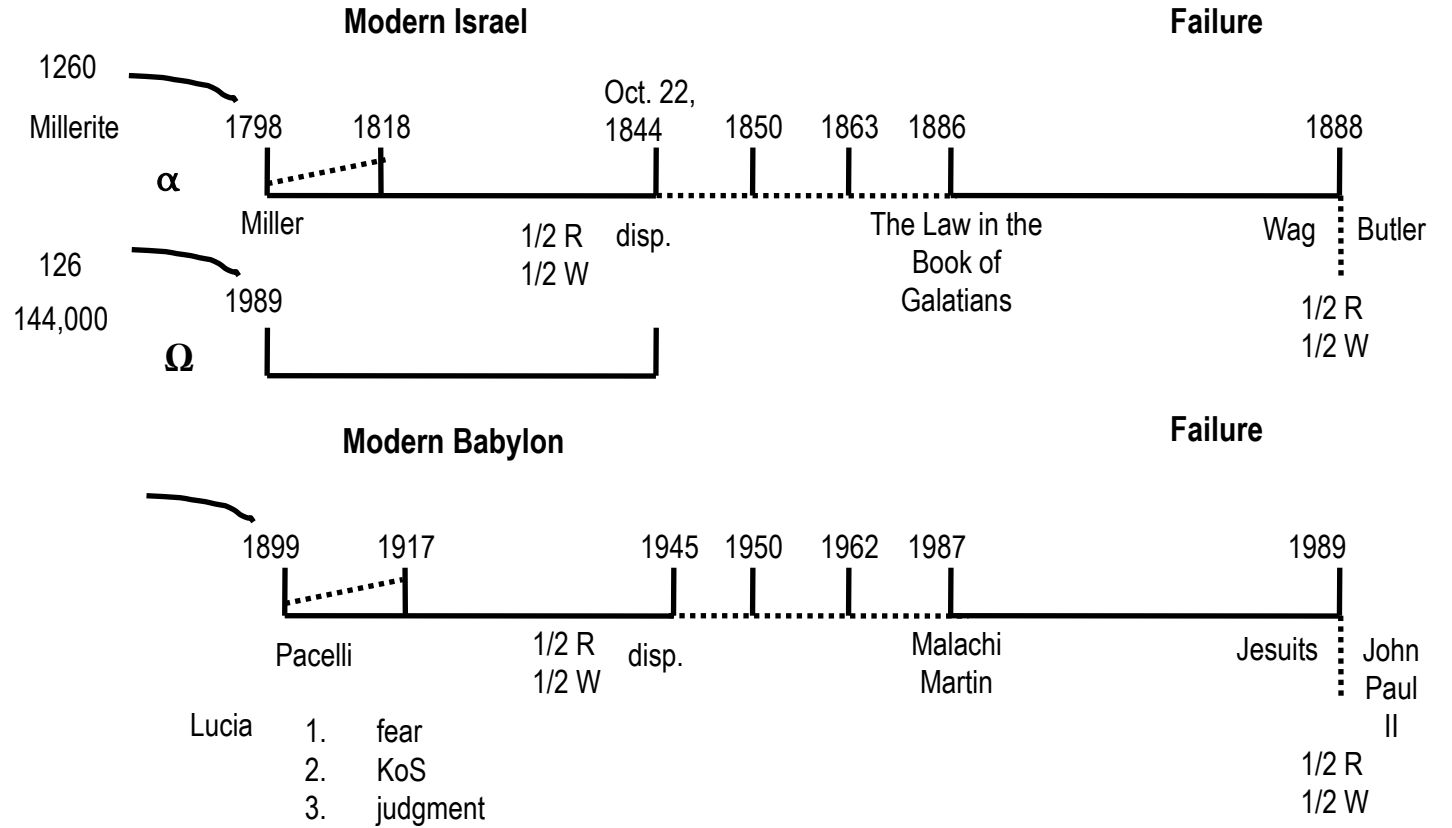 Modern Israel
Failure
1260
Oct. 22,
Millerite
1798
1818
1844
1850
1863
1886
1888
α
Miller
1/2 R
1/2 W
disp.
The Law in the
Book of
Galatians
Wag
Butler
1/2 R
1/2 W
126
144,000
1989
Ω
Modern Babylon
Failure
1899
1917
1945
1950
1962
1987
1989
Pacelli
1/2 R
1/2 W
disp.
Malachi
Martin
Jesuits
John
Paul
II
1/2 R
1/2 W
Lucia
1. fear
2. KoS
3. judgment